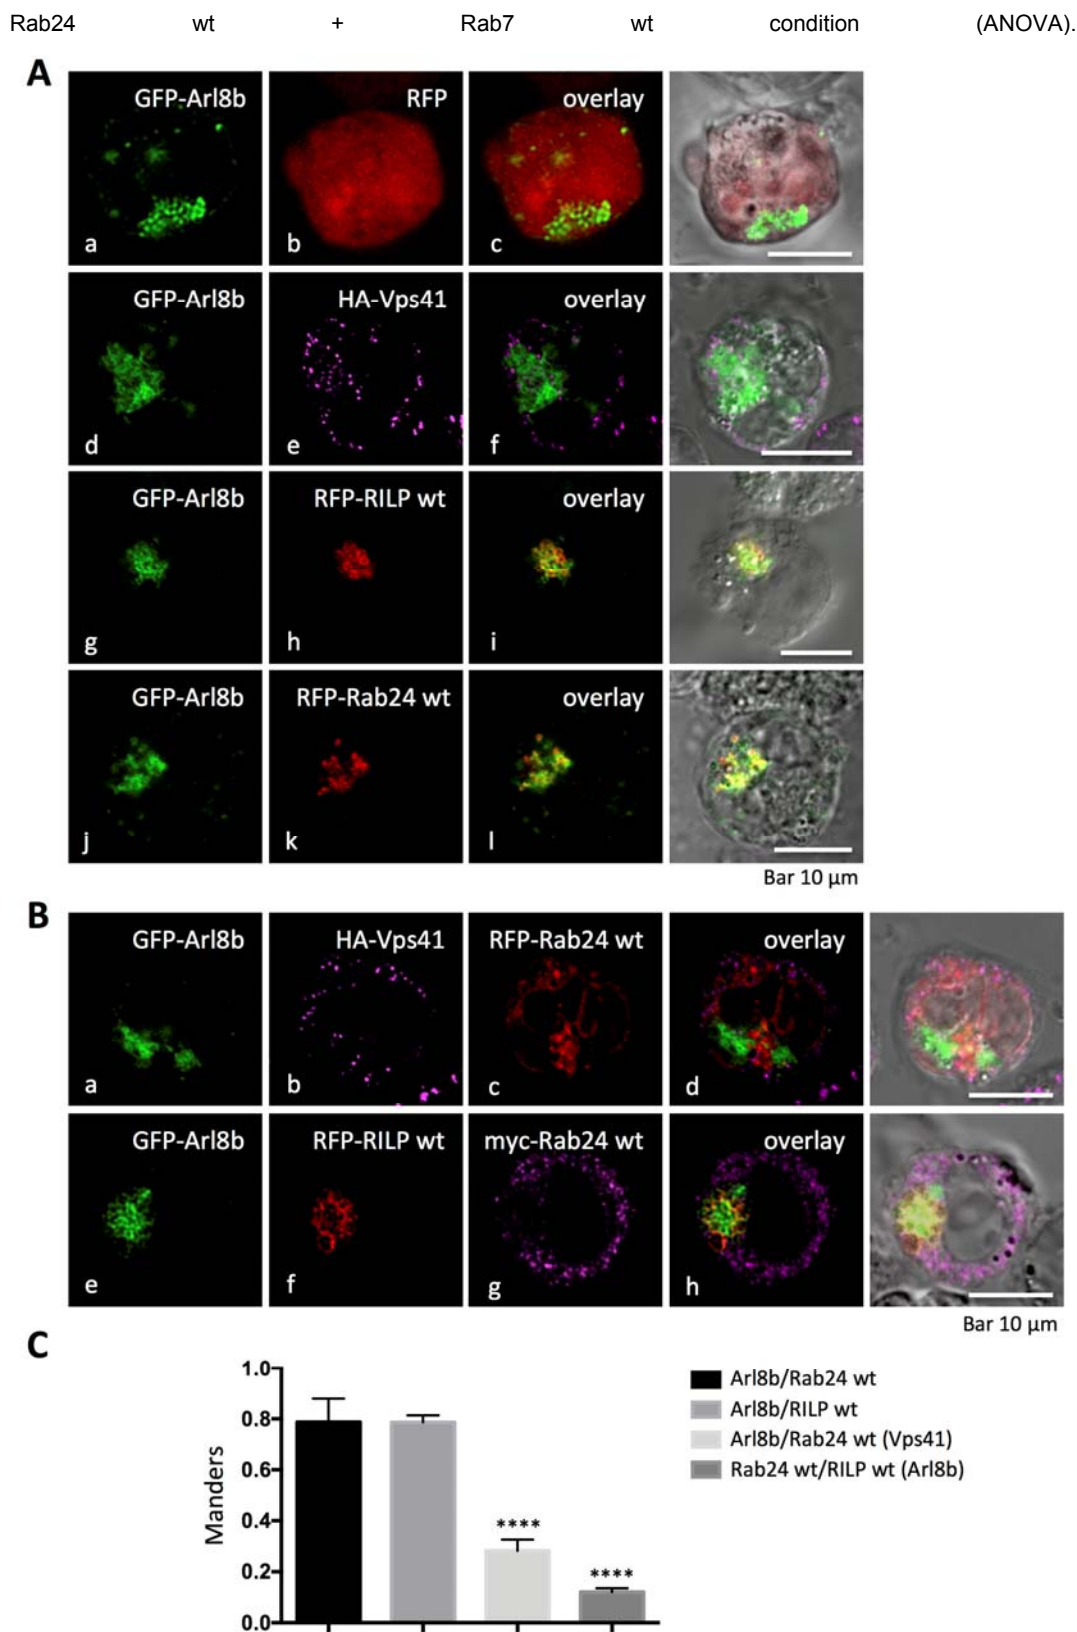 Rab24 wt + Rab7 wt condition (ANOVA).
A
GFP-Arl8b RFP overlay
a b c
GFP-Arl8b HA-Vps41 overlay
d e f
GFP-Arl8b RFP-RILP wt overlay
g h i
GFP-Arl8b RFP-Rab24 wt overlay
j k l
Bar 10 µm
B
GFP-Arl8b HA-Vps41 RFP-Rab24 wt overlay
a b c d
GFP-Arl8b RFP-RILP wt myc-Rab24 wt overlay
e f g h
Bar 10 µm
C
Manders
1.0
0.8
0.6
0.4
0.2
0.0
****
****
Arl8b/Rab24 wt
Arl8b/RILP wt
Arl8b/Rab24 wt (Vps41)
Rab24 wt/RILP wt (Arl8b)